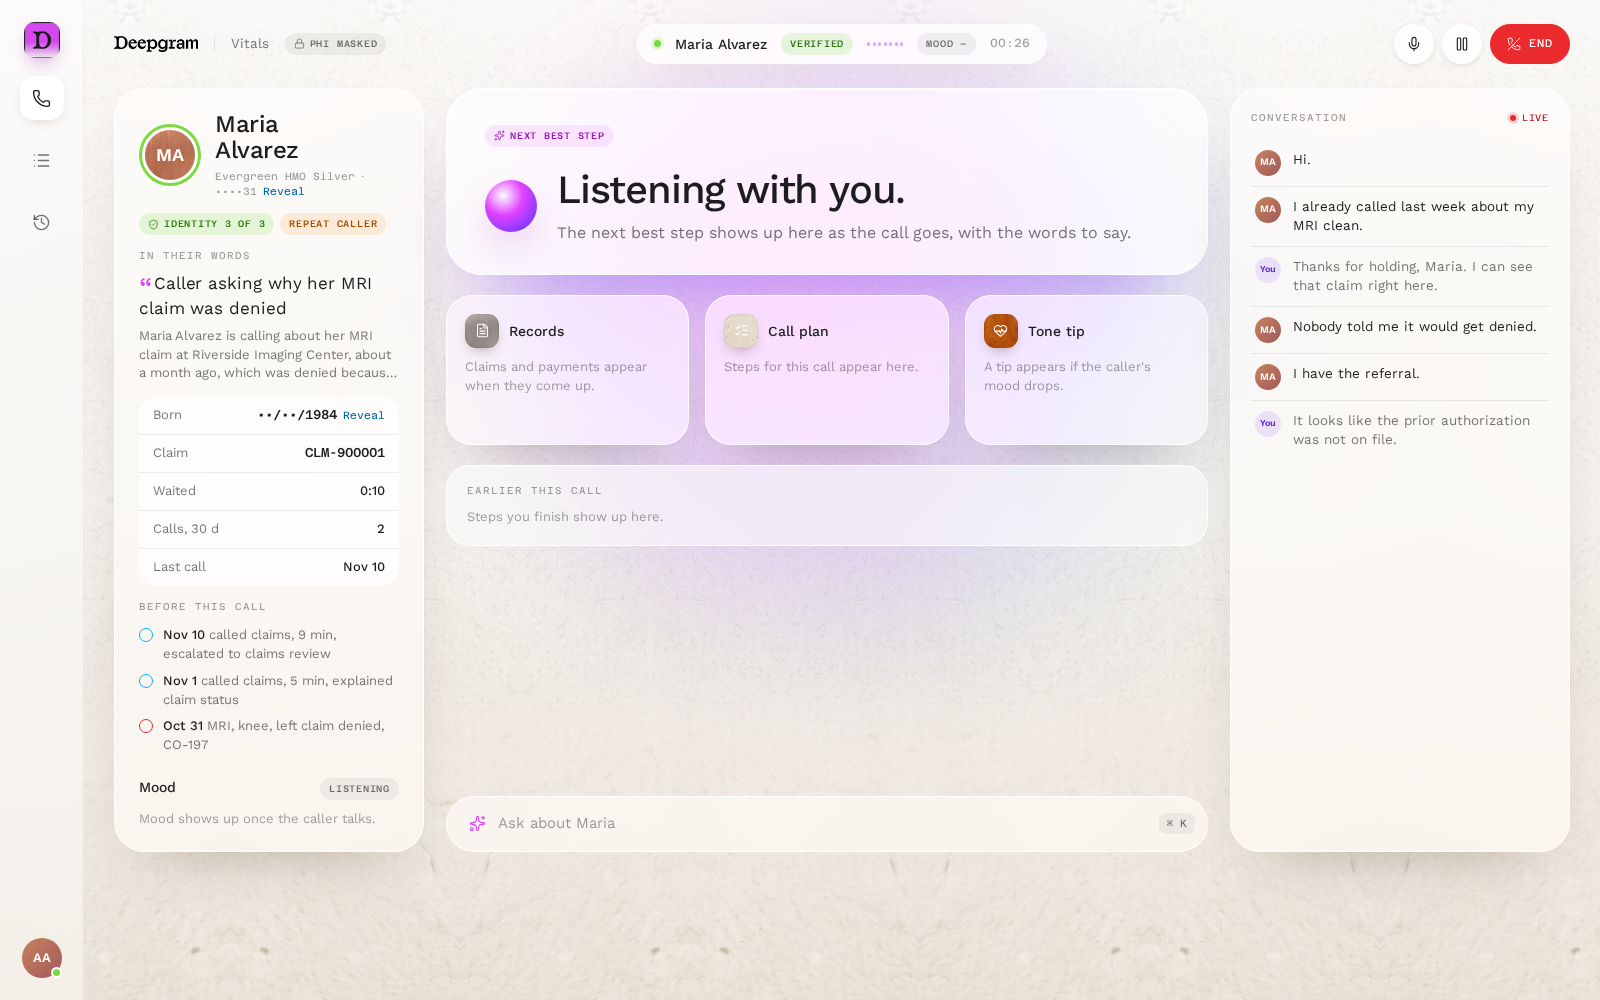 D
Deepgram
Vitals
PHI MASKED
Maria Alvarez
VERIFIED
MOOD –
00:26
END
MA
Maria
Alvarez
Evergreen HMO Silver ·
····31 Reveal
IDENTITY 3 OF 3
REPEAT CALLER
IN THEIR WORDS
“Caller asking why her MRI
claim was denied
Maria Alvarez is calling about her MRI
claim at Riverside Imaging Center, about
a month ago, which was denied becaus...
Born ··/··/1984 Reveal
Claim CLM-900001
Waited 0:10
Calls, 30 d 2
Last call Nov 10
BEFORE THIS CALL
Nov 10 called claims, 9 min,
escalated to claims review
Nov 1 called claims, 5 min, explained
claim status
Oct 31 MRI, knee, left claim denied,
CO-197
Mood LISTENING
Mood shows up once the caller talks.
NEXT BEST STEP
Listening with you.
The next best step shows up here as the call goes, with the words to say.
Records
Claims and payments appear
when they come up.
Call plan
Steps for this call appear here.
Tone tip
A tip appears if the caller's
mood drops.
EARLIER THIS CALL
Steps you finish show up here.
Ask about Maria
⌘ K
CONVERSATION
LIVE
MA Hi.
MA I already called last week about my
MRI clean.
You Thanks for holding, Maria. I can see
that claim right here.
MA Nobody told me it would get denied.
MA I have the referral.
You It looks like the prior authorization
was not on file.
AA